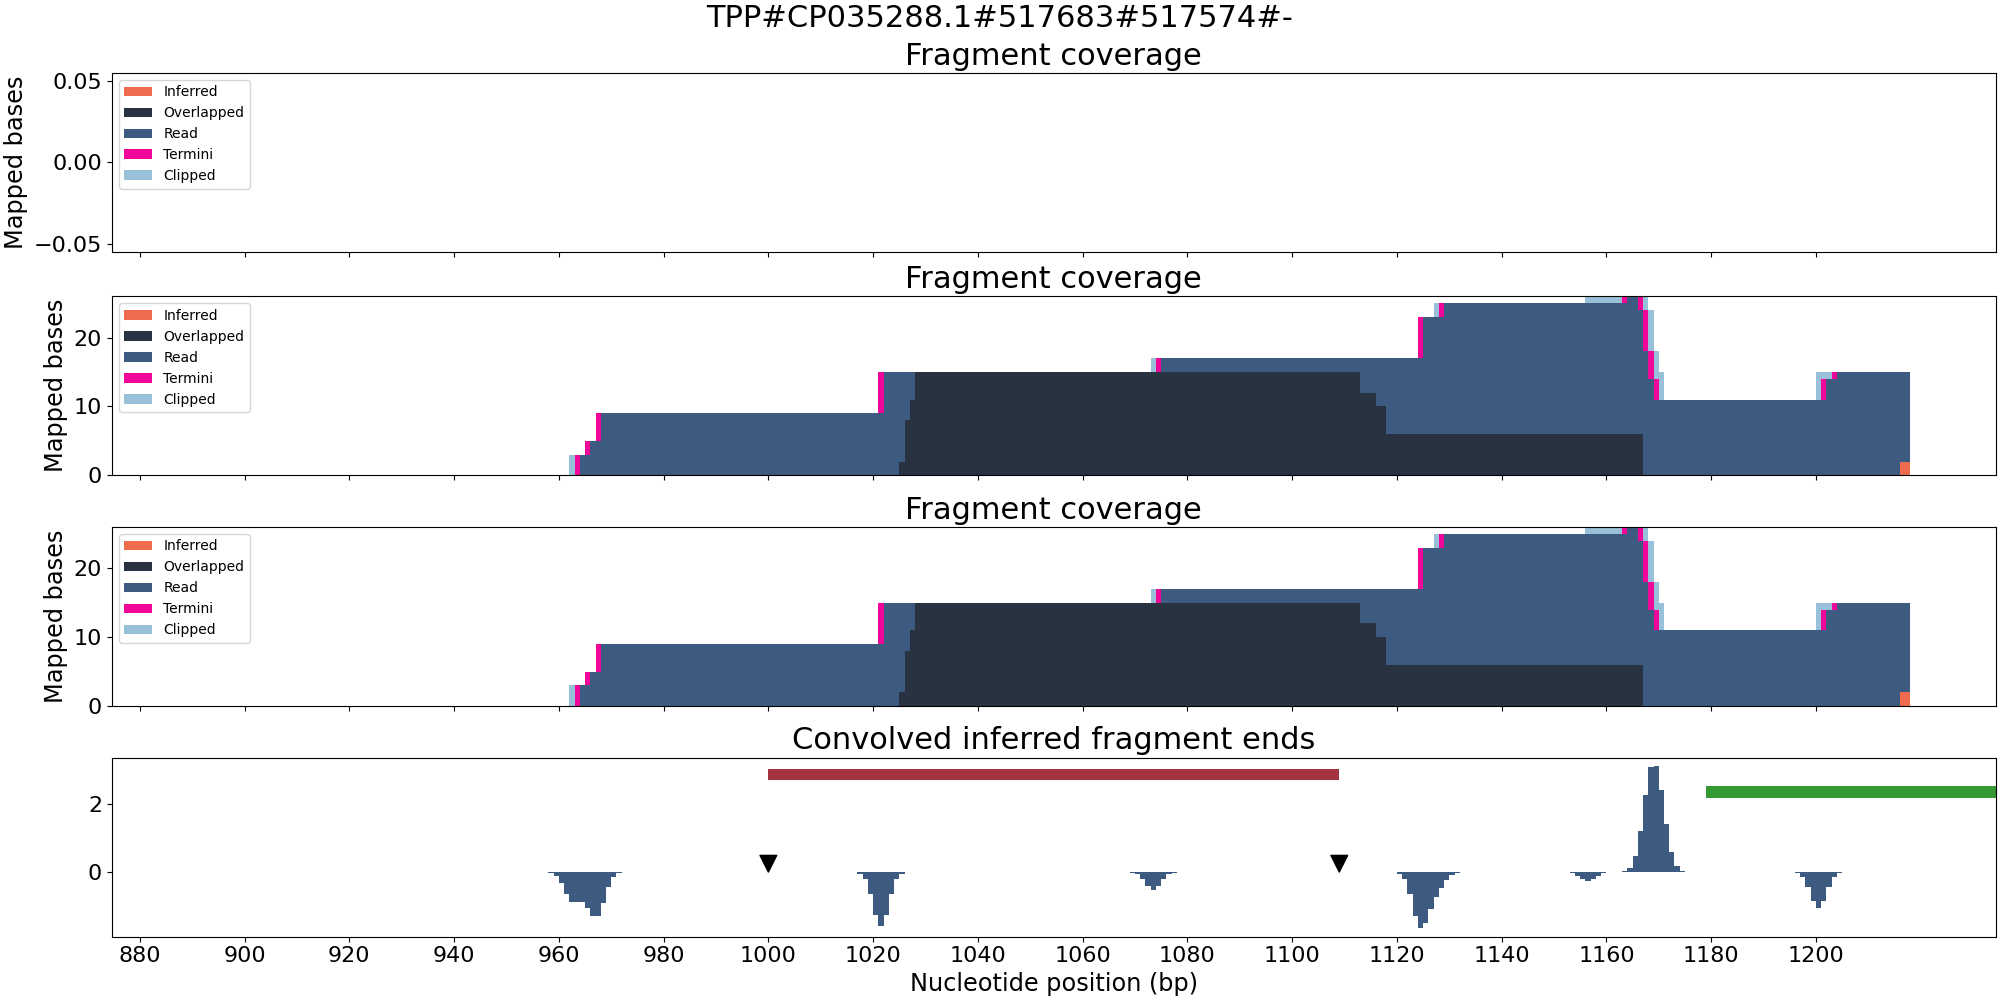 TPP#CP035288.1#517683#517574#-
Fragment coverage
Mapped bases
0.05
0.00
−0.05
Inferred
Overlapped
Read
Termini
Clipped
Fragment coverage
Mapped bases
20
10
0
Inferred
Overlapped
Read
Termini
Clipped
Fragment coverage
Mapped bases
20
10
0
Inferred
Overlapped
Read
Termini
Clipped
Convolved inferred fragment ends
2
0
880 900 920 940 960 980 1000 1020 1040 1060 1080 1100 1120 1140 1160 1180 1200
Nucleotide position (bp)